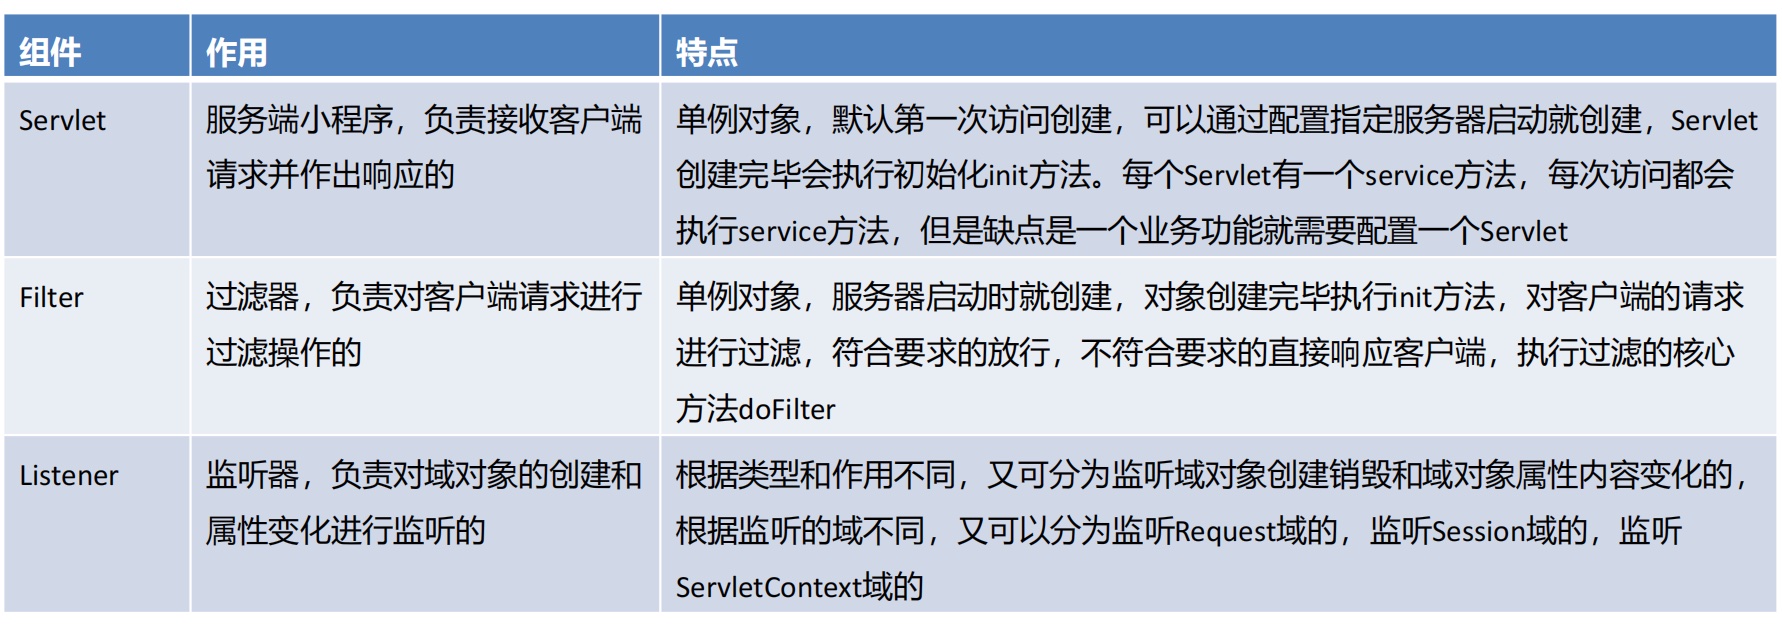 组件
作用
特点
Servlet
服务端小程序，负责接收客户端
请求并作出响应的
单例对象，默认第一次访问创建，可以通过配置指定服务器启动就创建，Servlet
创建完毕会执行初始化init方法。每个Servlet有一个service方法，每次访问都会
执行service方法，但是缺点是一个业务功能就需要配置一个Servlet
Filter
过滤器，负责对客户端请求进行
过滤操作的
单例对象，服务器启动时就创建，对象创建完毕执行init方法，对客户端的请求
进行过滤，符合要求的放行，不符合要求的直接响应客户端，执行过滤的核心
方法doFilter
Listener
监听器，负责对域对象的创建和
属性变化进行监听的
根据类型和作用不同，又可分为监听域对象创建销毁和域对象属性内容变化的，
根据监听的域不同，又可以分为监听Request域的，监听Session域的，监听
ServletContext域的